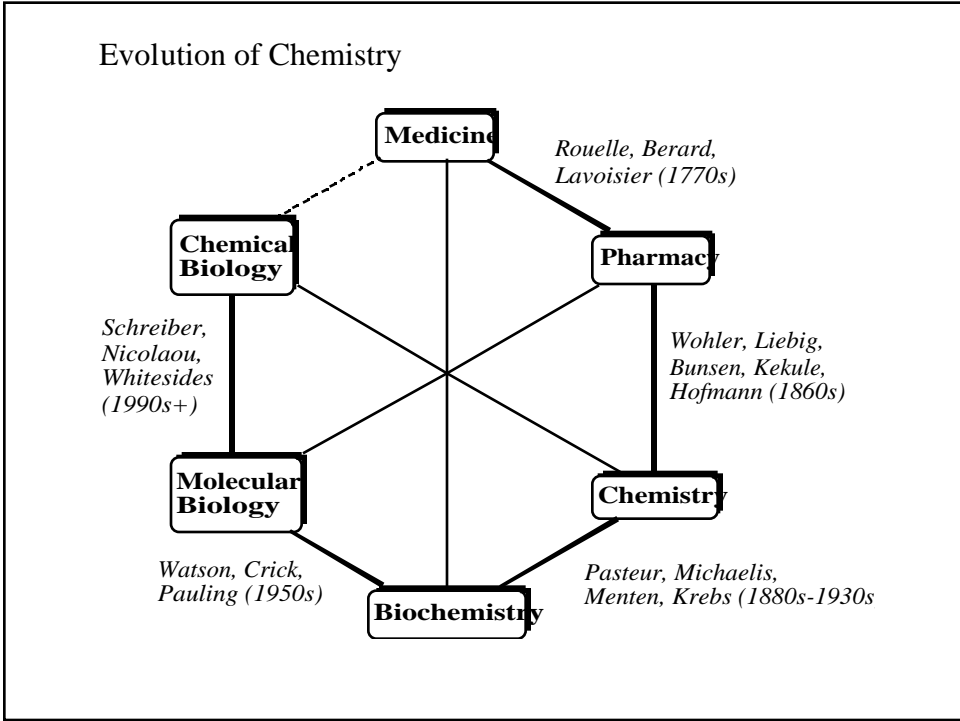 Evolution of Chemistry
Medicine
Rouelle, Berard,
Lavoisier (1770s)
Chemical
Biology
Pharmacy
Schreiber,
Nicolaou,
Whitesides
(1990s+)
Wohler, Liebig,
Bunsen, Kekule,
Hofmann (1860s)
Molecular
Biology
Chemistry
Watson, Crick,
Pauling (1950s)
Biochemistry
Pasteur, Michaelis,
Menten, Krebs (1880s-1930s